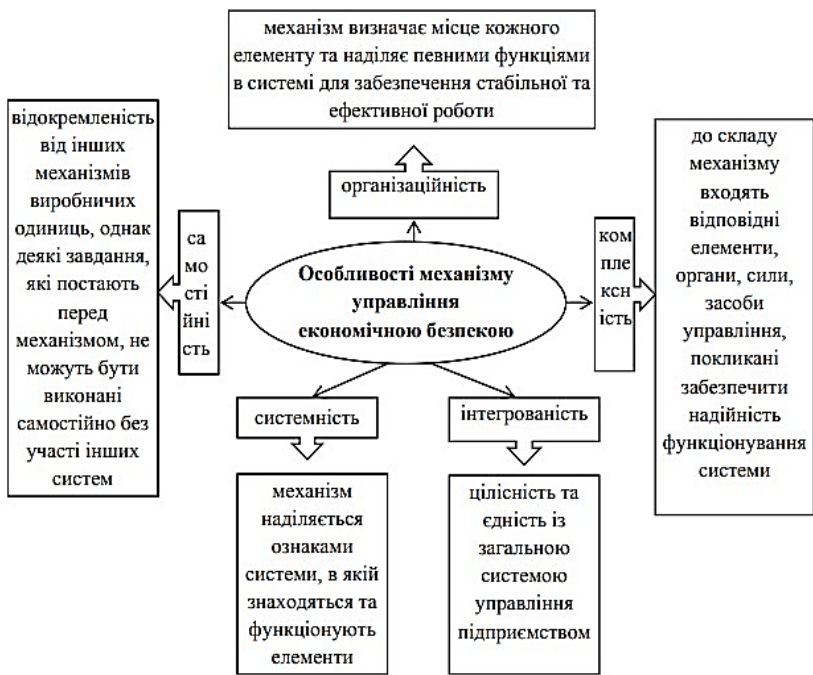 механізм визначає місце кожного
елементу та наділяє певними функціями
в системі для забезпечення стабільної та
ефективної роботи
відокремленість
від інших
механізмів
виробничих
одиниць, однак
деякі завдання,
які постають
перед
механізмом, не
можуть бути
виконані
самостійно без
участі інших
систем
са
мо
сті
йні
сть
організаційність
Особливості механізму
управління
економічною безпекою
ком
пле
ксн
ість
до складу
механізму
входять
відповідні
елементи,
органи, сили,
засоби
управління,
покликані
забезпечити
надійність
функціонування
системи
системність
інтегрованість
механізм
наділяється
ознаками
системи, в якій
знаходяться та
функціонують
елементи
цілісність та
єдність із
загальною
системою
управління
підприємством